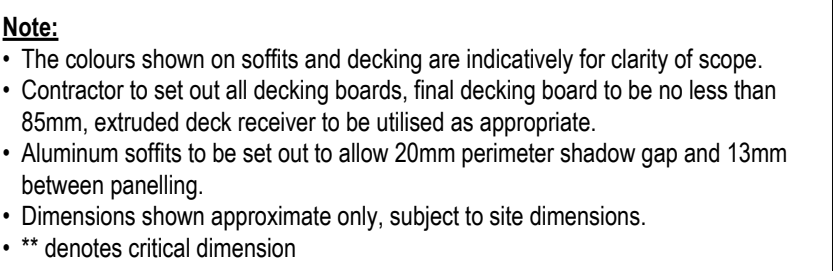 Note:
• The colours shown on soffits and decking are indicatively for clarity of scope.
• Contractor to set out all decking boards, final decking board to be no less than
85mm, extruded deck receiver to be utilised as appropriate.
• Aluminum soffits to be set out to allow 20mm perimeter shadow gap and 13mm
between panelling.
• Dimensions shown approximate only, subject to site dimensions.
• ** denotes critical dimension